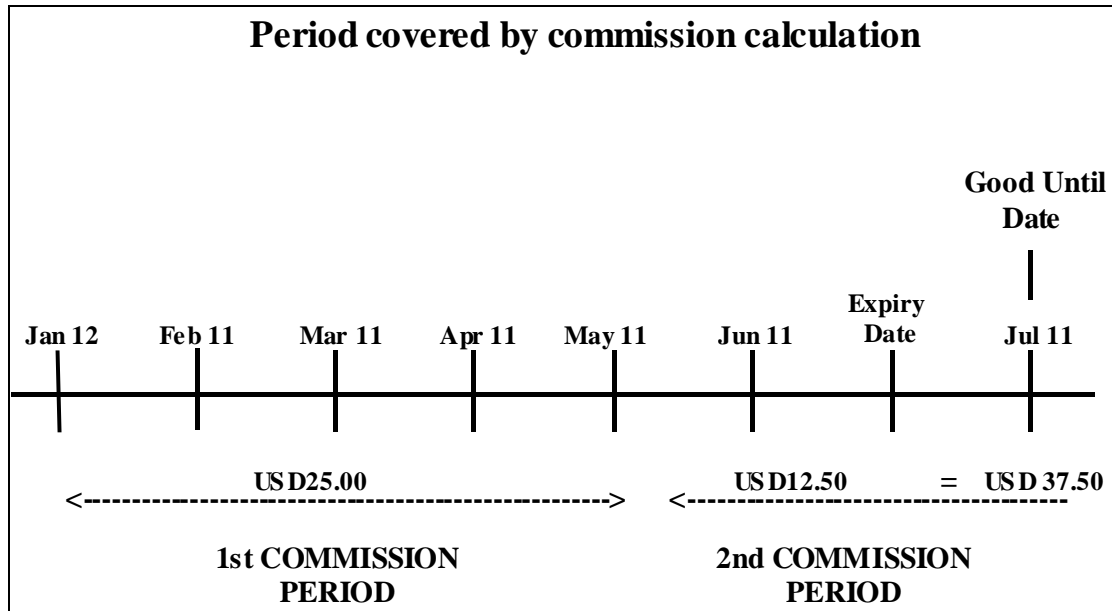 Period covered by commission calculation
Good Until
Date
Expiry
Date
Jan 12
Feb 11
Mar 11
Apr 11
May 11
Jun 11
Jul 11
USD25.00
USD12.50
=
USD 37.50
<------------------------------------------------------->
<---------------------------------------
1st COMMISSION
PERIOD
2nd COMMISSION
PERIOD